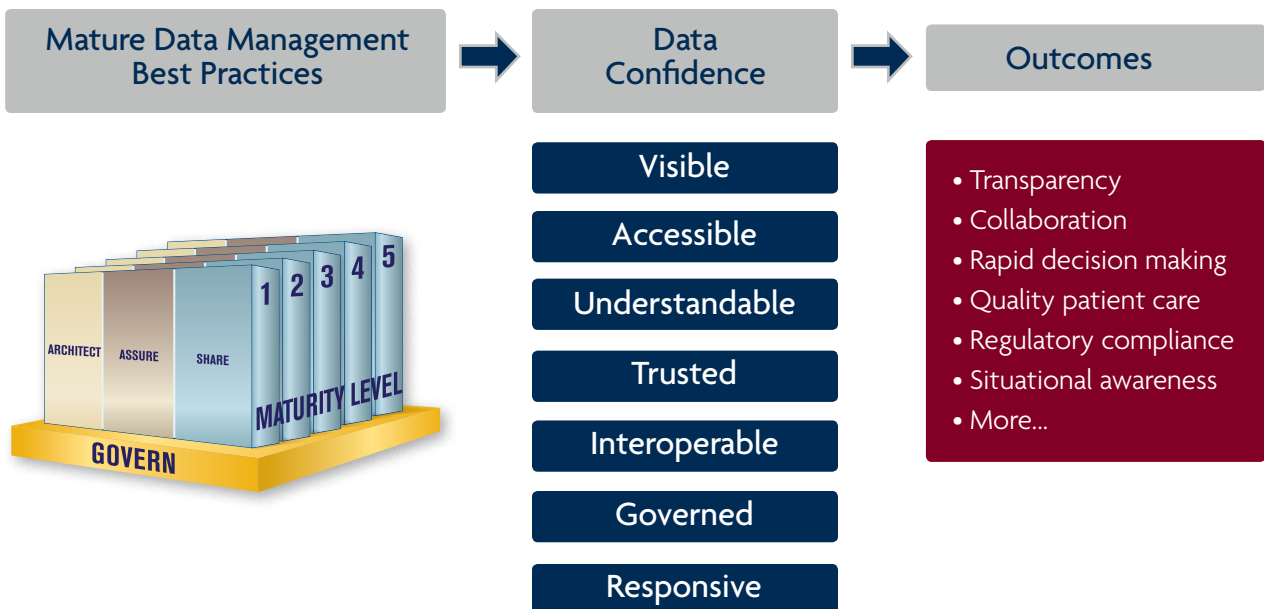 Mature Data Management
Best Practices
Data
Confidence
Outcomes
ARCHITECT
ASSURE
SHARE
1
2
3
4
5
MATURITY LEVEL
GOVERN
Visible
Accessible
Understandable
Trusted
Interoperable
Governed
Responsive
• Transparency
• Collaboration
• Rapid decision making
• Quality patient care
• Regulatory compliance
• Situational awareness
• More...